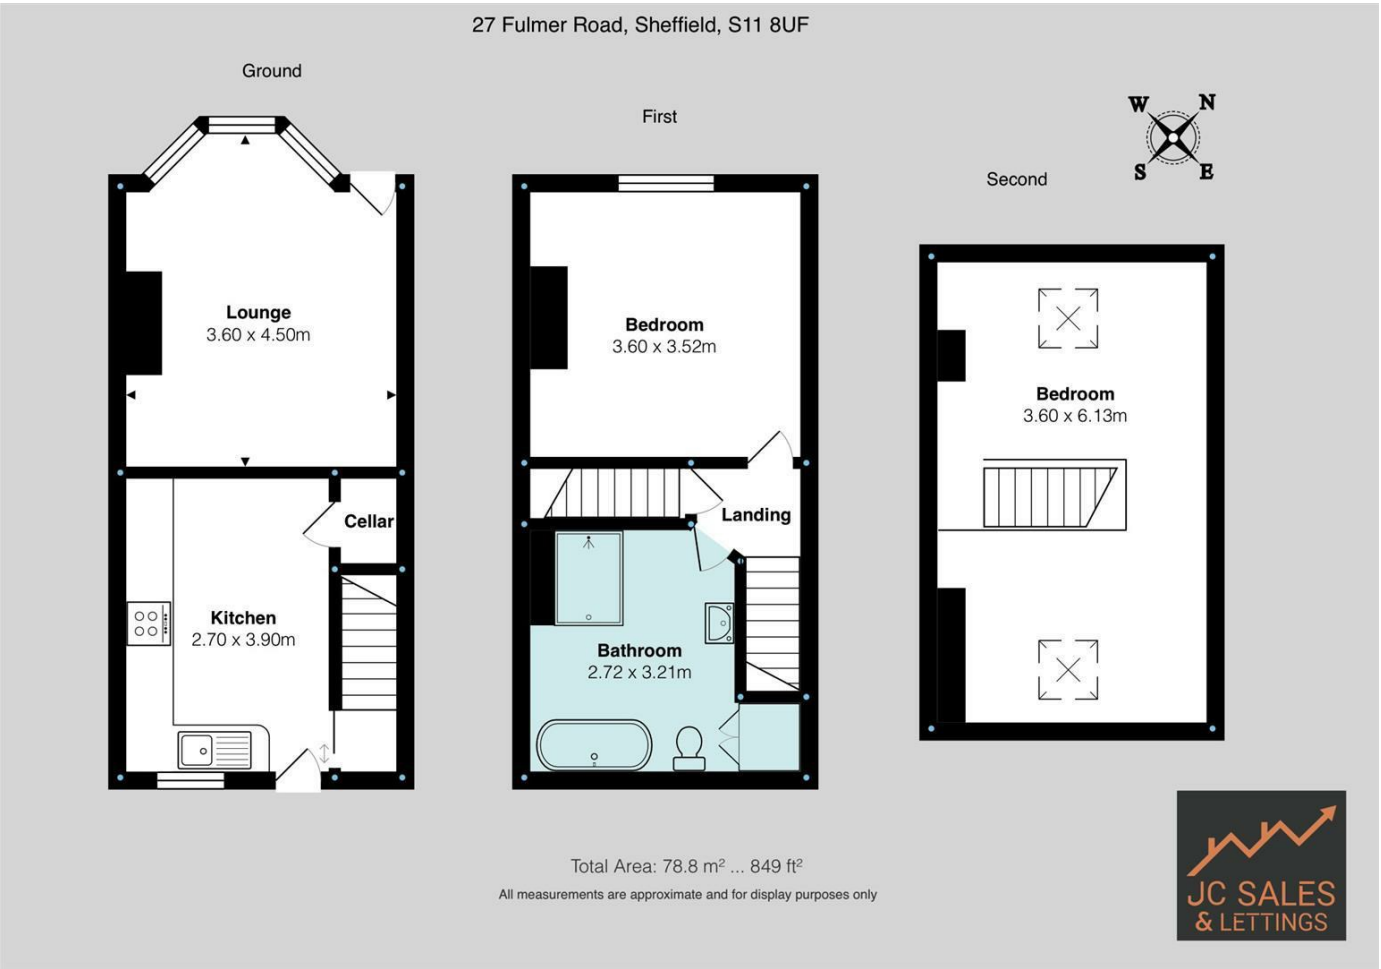 27 Fulmer Road, Sheffield, S11 8UF
Ground
First
Second
W N
S E
Lounge
3.60 x 4.50m
Cellar
Kitchen
2.70 x 3.90m
Bedroom
3.60 x 3.52m
Landing
Bathroom
2.72 x 3.21m
Bedroom
3.60 x 6.13m
Total Area: 78.8 m² ... 849 ft²
All measurements are approximate and for display purposes only
JC SALES
& LETTINGS